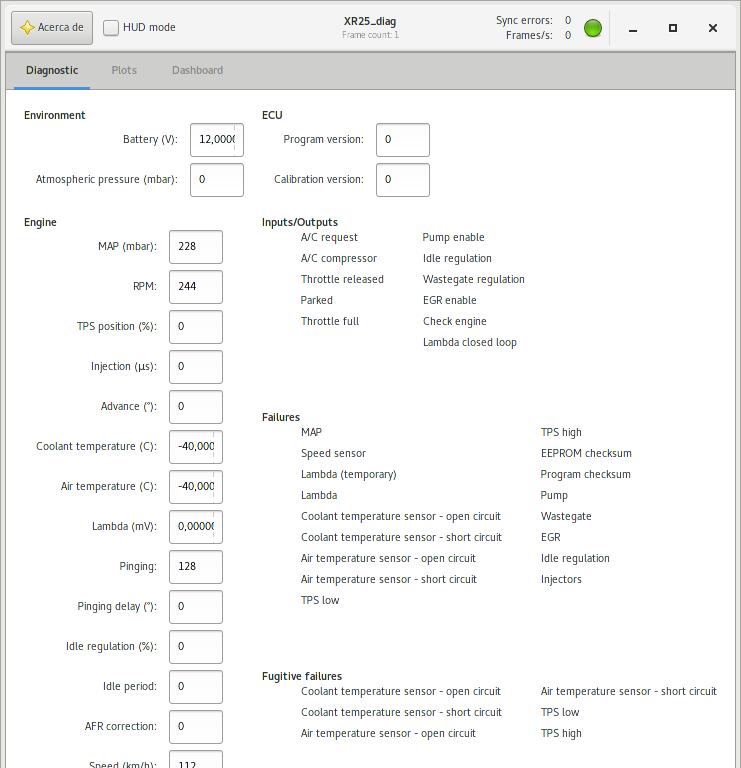 Acerca de
HUD mode
XR25_diag
Frame count: 1
Sync errors: 0
Frames/s: 0
Diagnostic
Plots
Dashboard
Environment
Battery (V): 12,0000
Atmospheric pressure (mbar): 0
ECU
Program version: 0
Calibration version: 0
Engine
MAP (mbar): 228
RPM: 244
TPS position (%): 0
Injection (µs): 0
Advance (°): 0
Coolant temperature (C): -40,000
Air temperature (C): -40,000
Lambda (mV): 0,00000
Pinging: 128
Pinging delay (°): 0
Idle regulation (%): 0
Idle period: 0
AFR correction: 0
Speed (km/h): 112
Inputs/Outputs
A/C request
Pump enable
A/C compressor
Idle regulation
Throttle released
Wastegate regulation
Parked
EGR enable
Throttle full
Check engine
Lambda closed loop
Failures
MAP
TPS high
Speed sensor
EEPROM checksum
Lambda (temporary)
Program checksum
Lambda
Pump
Coolant temperature sensor - open circuit
Wastegate
Coolant temperature sensor - short circuit
EGR
Air temperature sensor - open circuit
Idle regulation
Air temperature sensor - short circuit
Injectors
TPS low
Fugitive failures
Coolant temperature sensor - open circuit
Air temperature sensor - short circuit
Coolant temperature sensor - short circuit
TPS low
Air temperature sensor - open circuit
TPS high